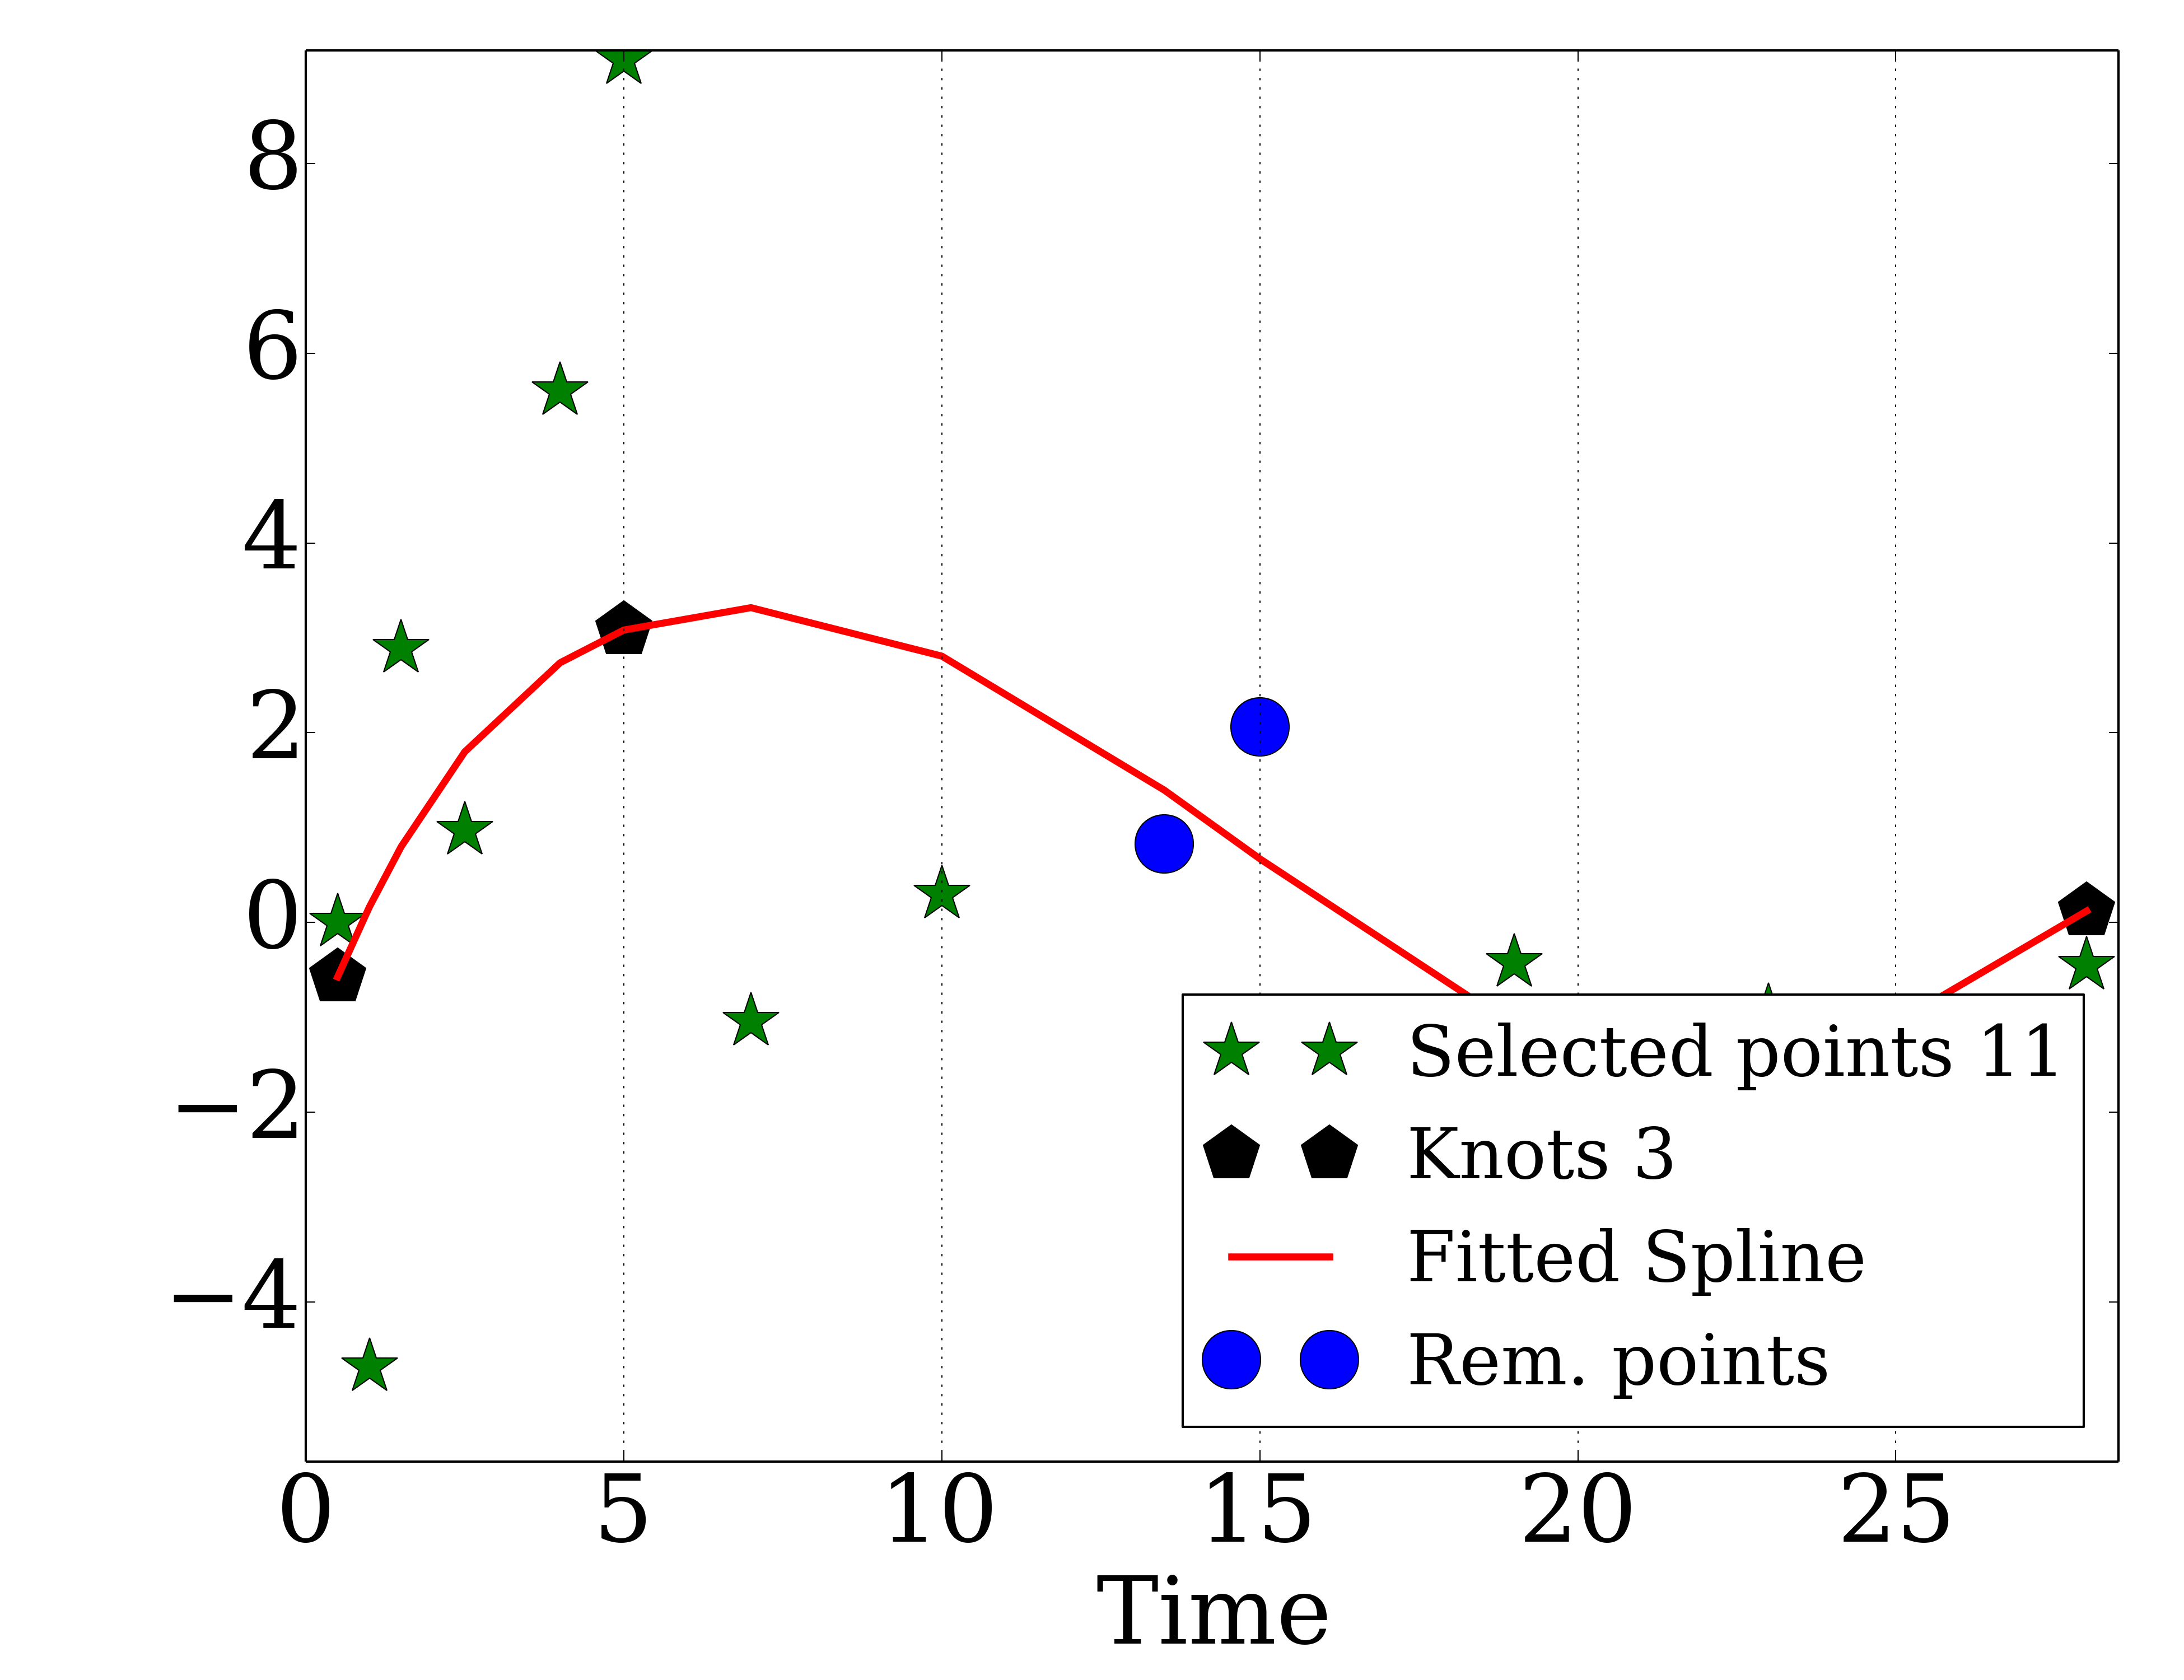 8
6
4
2
0
−2
−4
Selected points 11
Knots 3
Fitted Spline
Rem. points
0 5 10 15 20 25
Time